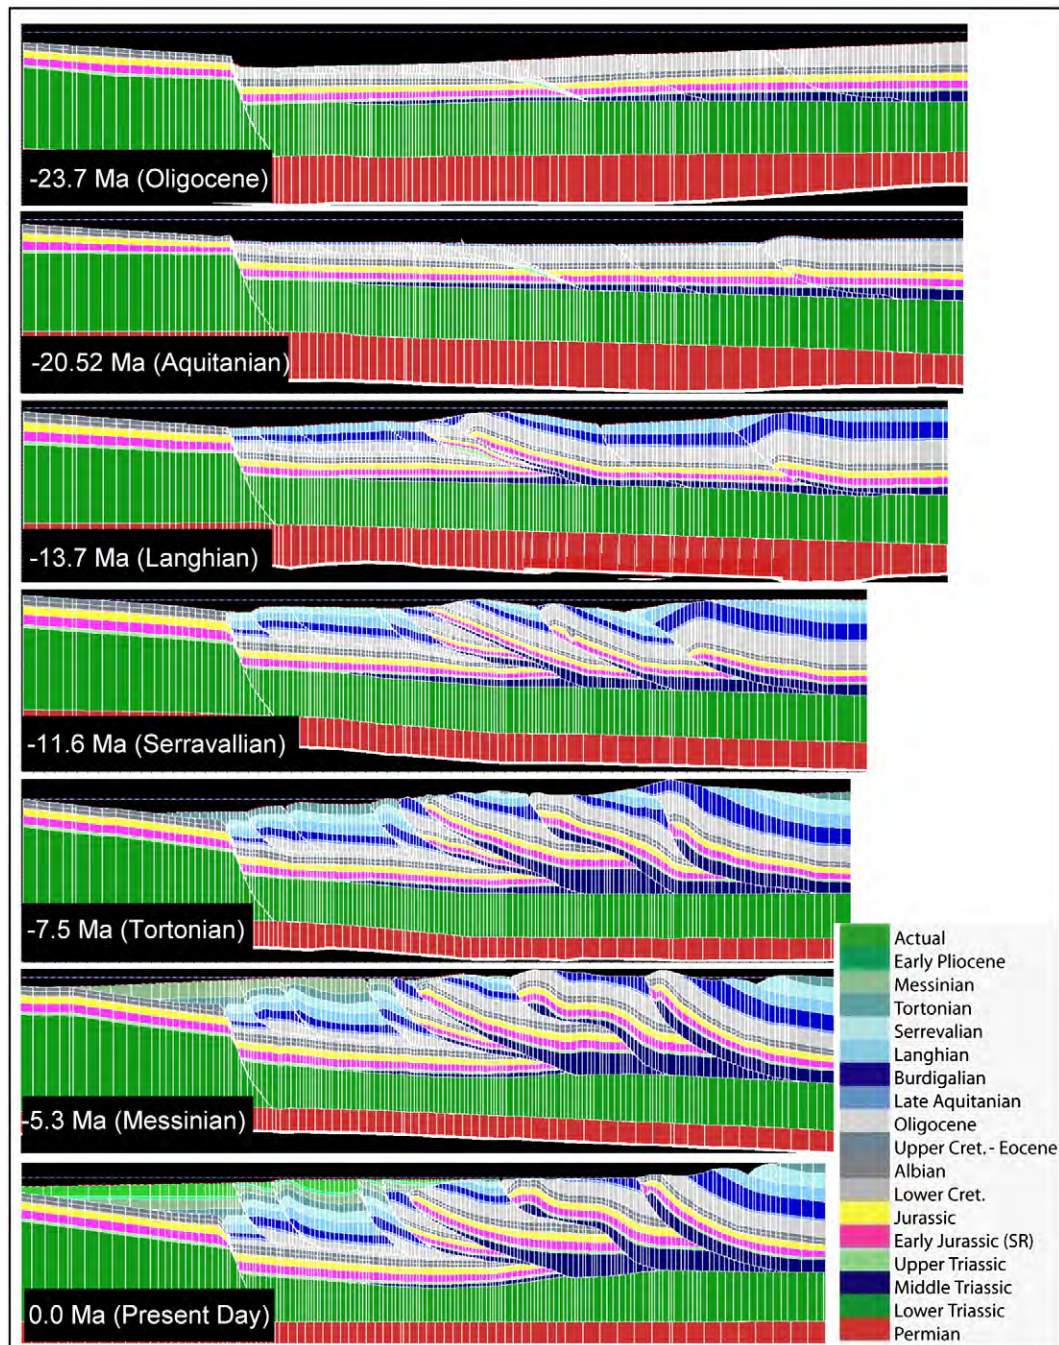 -23.7 Ma (Oligocene)
-20.52 Ma (Aquitanian)
-13.7 Ma (Langhian)
-11.6 Ma (Serravallian)
-7.5 Ma (Tortonian)
-5.3 Ma (Messinian)
0.0 Ma (Present Day)
Actual
Early Pliocene
Messinian
Tortonian
Serrevalian
Langhian
Burdigalian
Late Aquitanian
Oligocene
Upper Cret. - Eocene
Albian
Lower Cret.
Jurassic
Early Jurassic (SR)
Upper Triassic
Middle Triassic
Lower Triassic
Permian